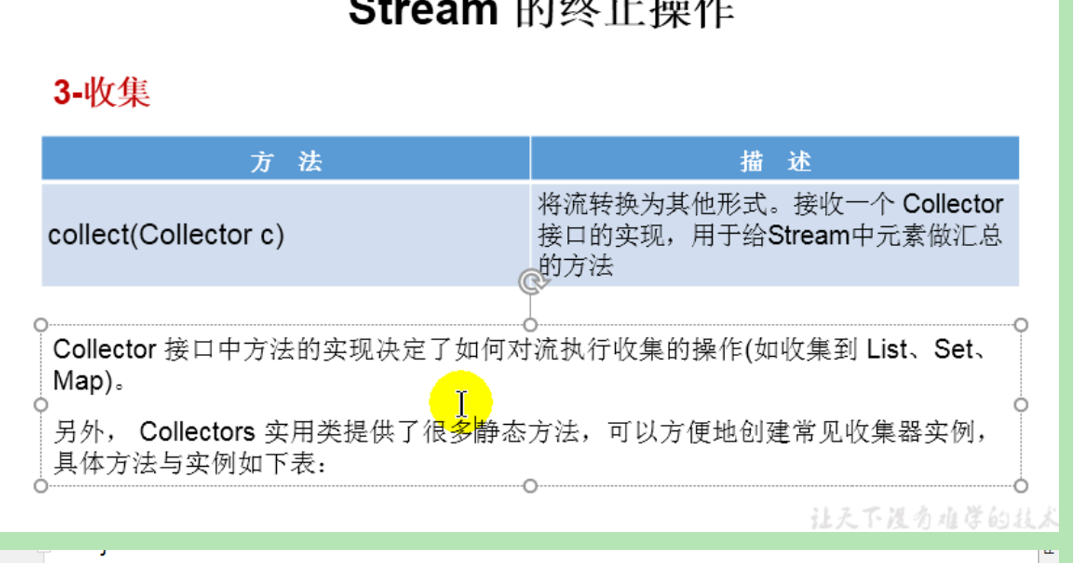 Stream 的终止操作
3-收集
方 法
描 述
collect(Collector c)
将流转换为其他形式。接收一个 Collector
接口的实现，用于给Stream中元素做汇总
的方法
Collector 接口中方法的实现决定了如何对流执行收集的操作(如收集到 List、Set、
Map)。
另外， Collectors 实用类提供了很多静态方法，可以方便地创建常见收集器实例，
具体方法与实例如下表：
让天下没有难学的技术